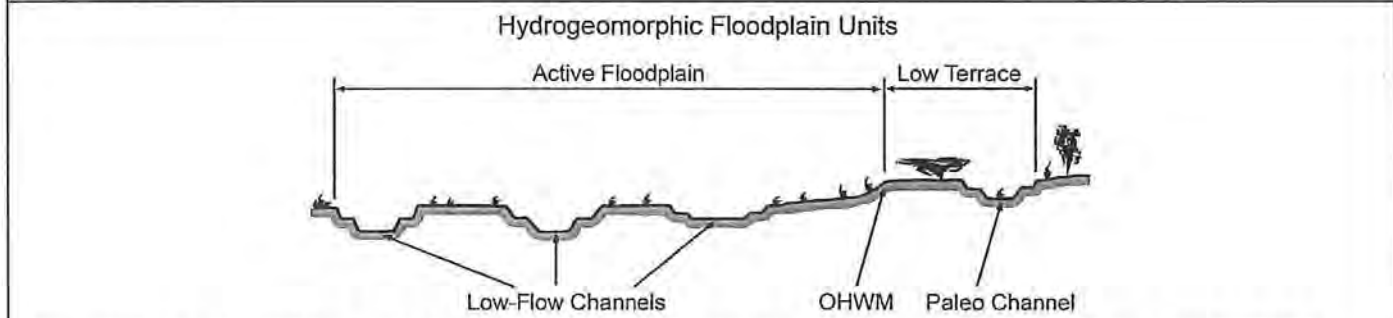 Hydrogeomorphic Floodplain Units
Active Floodplain
Low Terrace
Low-Flow Channels
OHWM
Paleo Channel